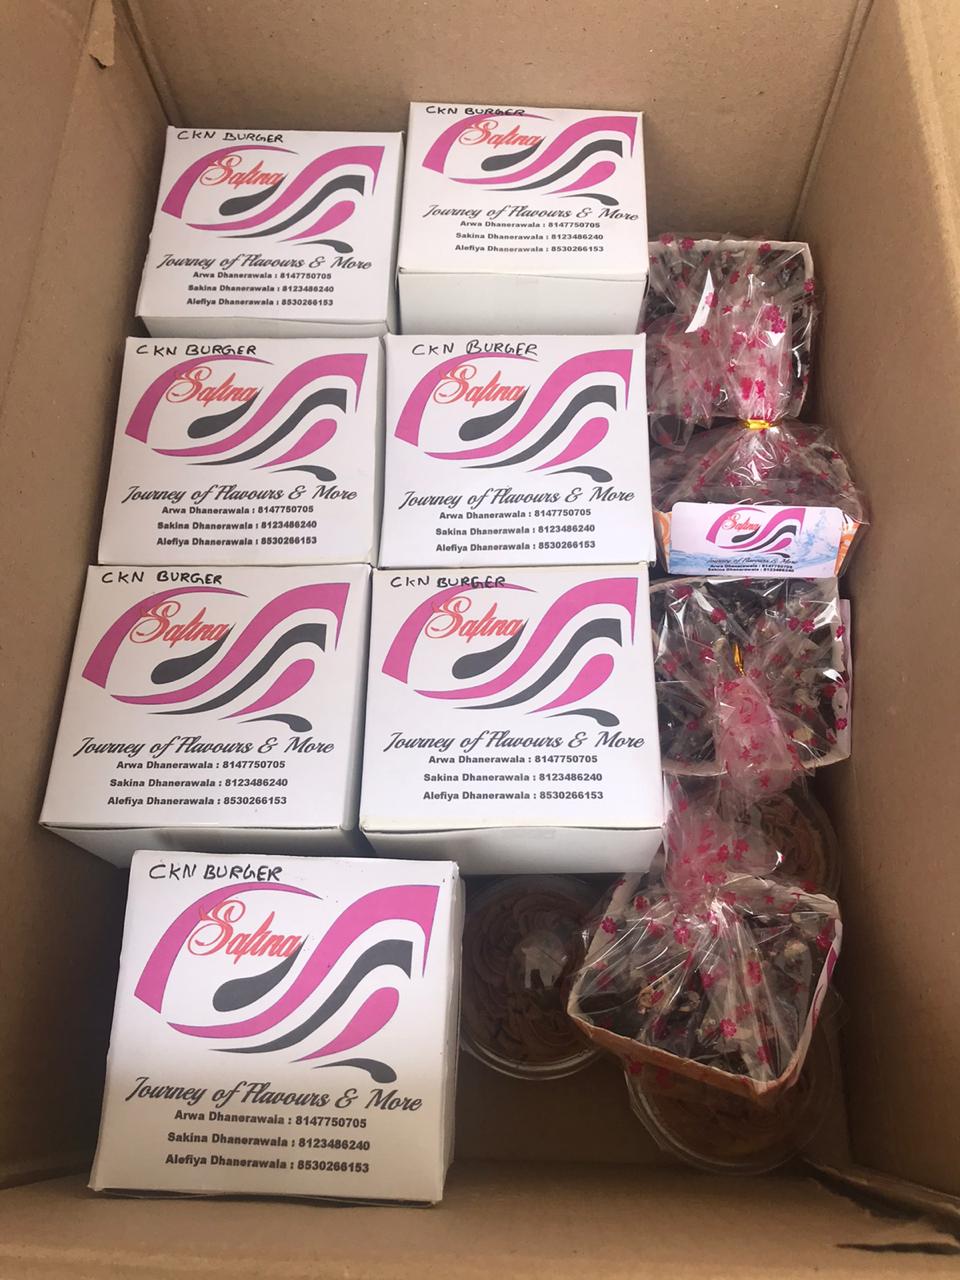 CKN BURGER
Safina
Journey of Flavours & More
Arwa Dhanerawala : 8147750705
Sakina Dhanerawala : 8123486240
Alefiya Dhanerawala : 8530266153
CKN BURGER
Safina
Journey of Flavours & More
Arwa Dhanerawala : 8147750705
Sakina Dhanerawala : 8123486240
Alefiya Dhanerawala : 8530266153
CKN BURGER
Safina
Journey of Flavours & More
Arwa Dhanerawala : 8147750705
Sakina Dhanerawala : 8123486240
Alefiya Dhanerawala : 8530266153
CKN BURGER
Safina
Journey of Flavours & More
Arwa Dhanerawala : 8147750705
Sakina Dhanerawala : 8123486240
Alefiya Dhanerawala : 8530266153
Safina
Journey of Flavours & More
Arwa Dhanerawala : 8147750705
Sakina Dhanerawala : 8123486240
CKN BURGER
Safina
Journey of Flavours & More
Arwa Dhanerawala : 8147750705
Sakina Dhanerawala : 8123486240
Alefiya Dhanerawala : 8530266153
CKN BURGER
Safina
Journey of Flavours & More
Arwa Dhanerawala : 8147750705
Sakina Dhanerawala : 8123486240
Alefiya Dhanerawala : 8530266153
CKN BURGER
Safina
Journey of Flavours & More
Arwa Dhanerawala : 8147750705
Sakina Dhanerawala : 8123486240
Alefiya Dhanerawala : 8530266153